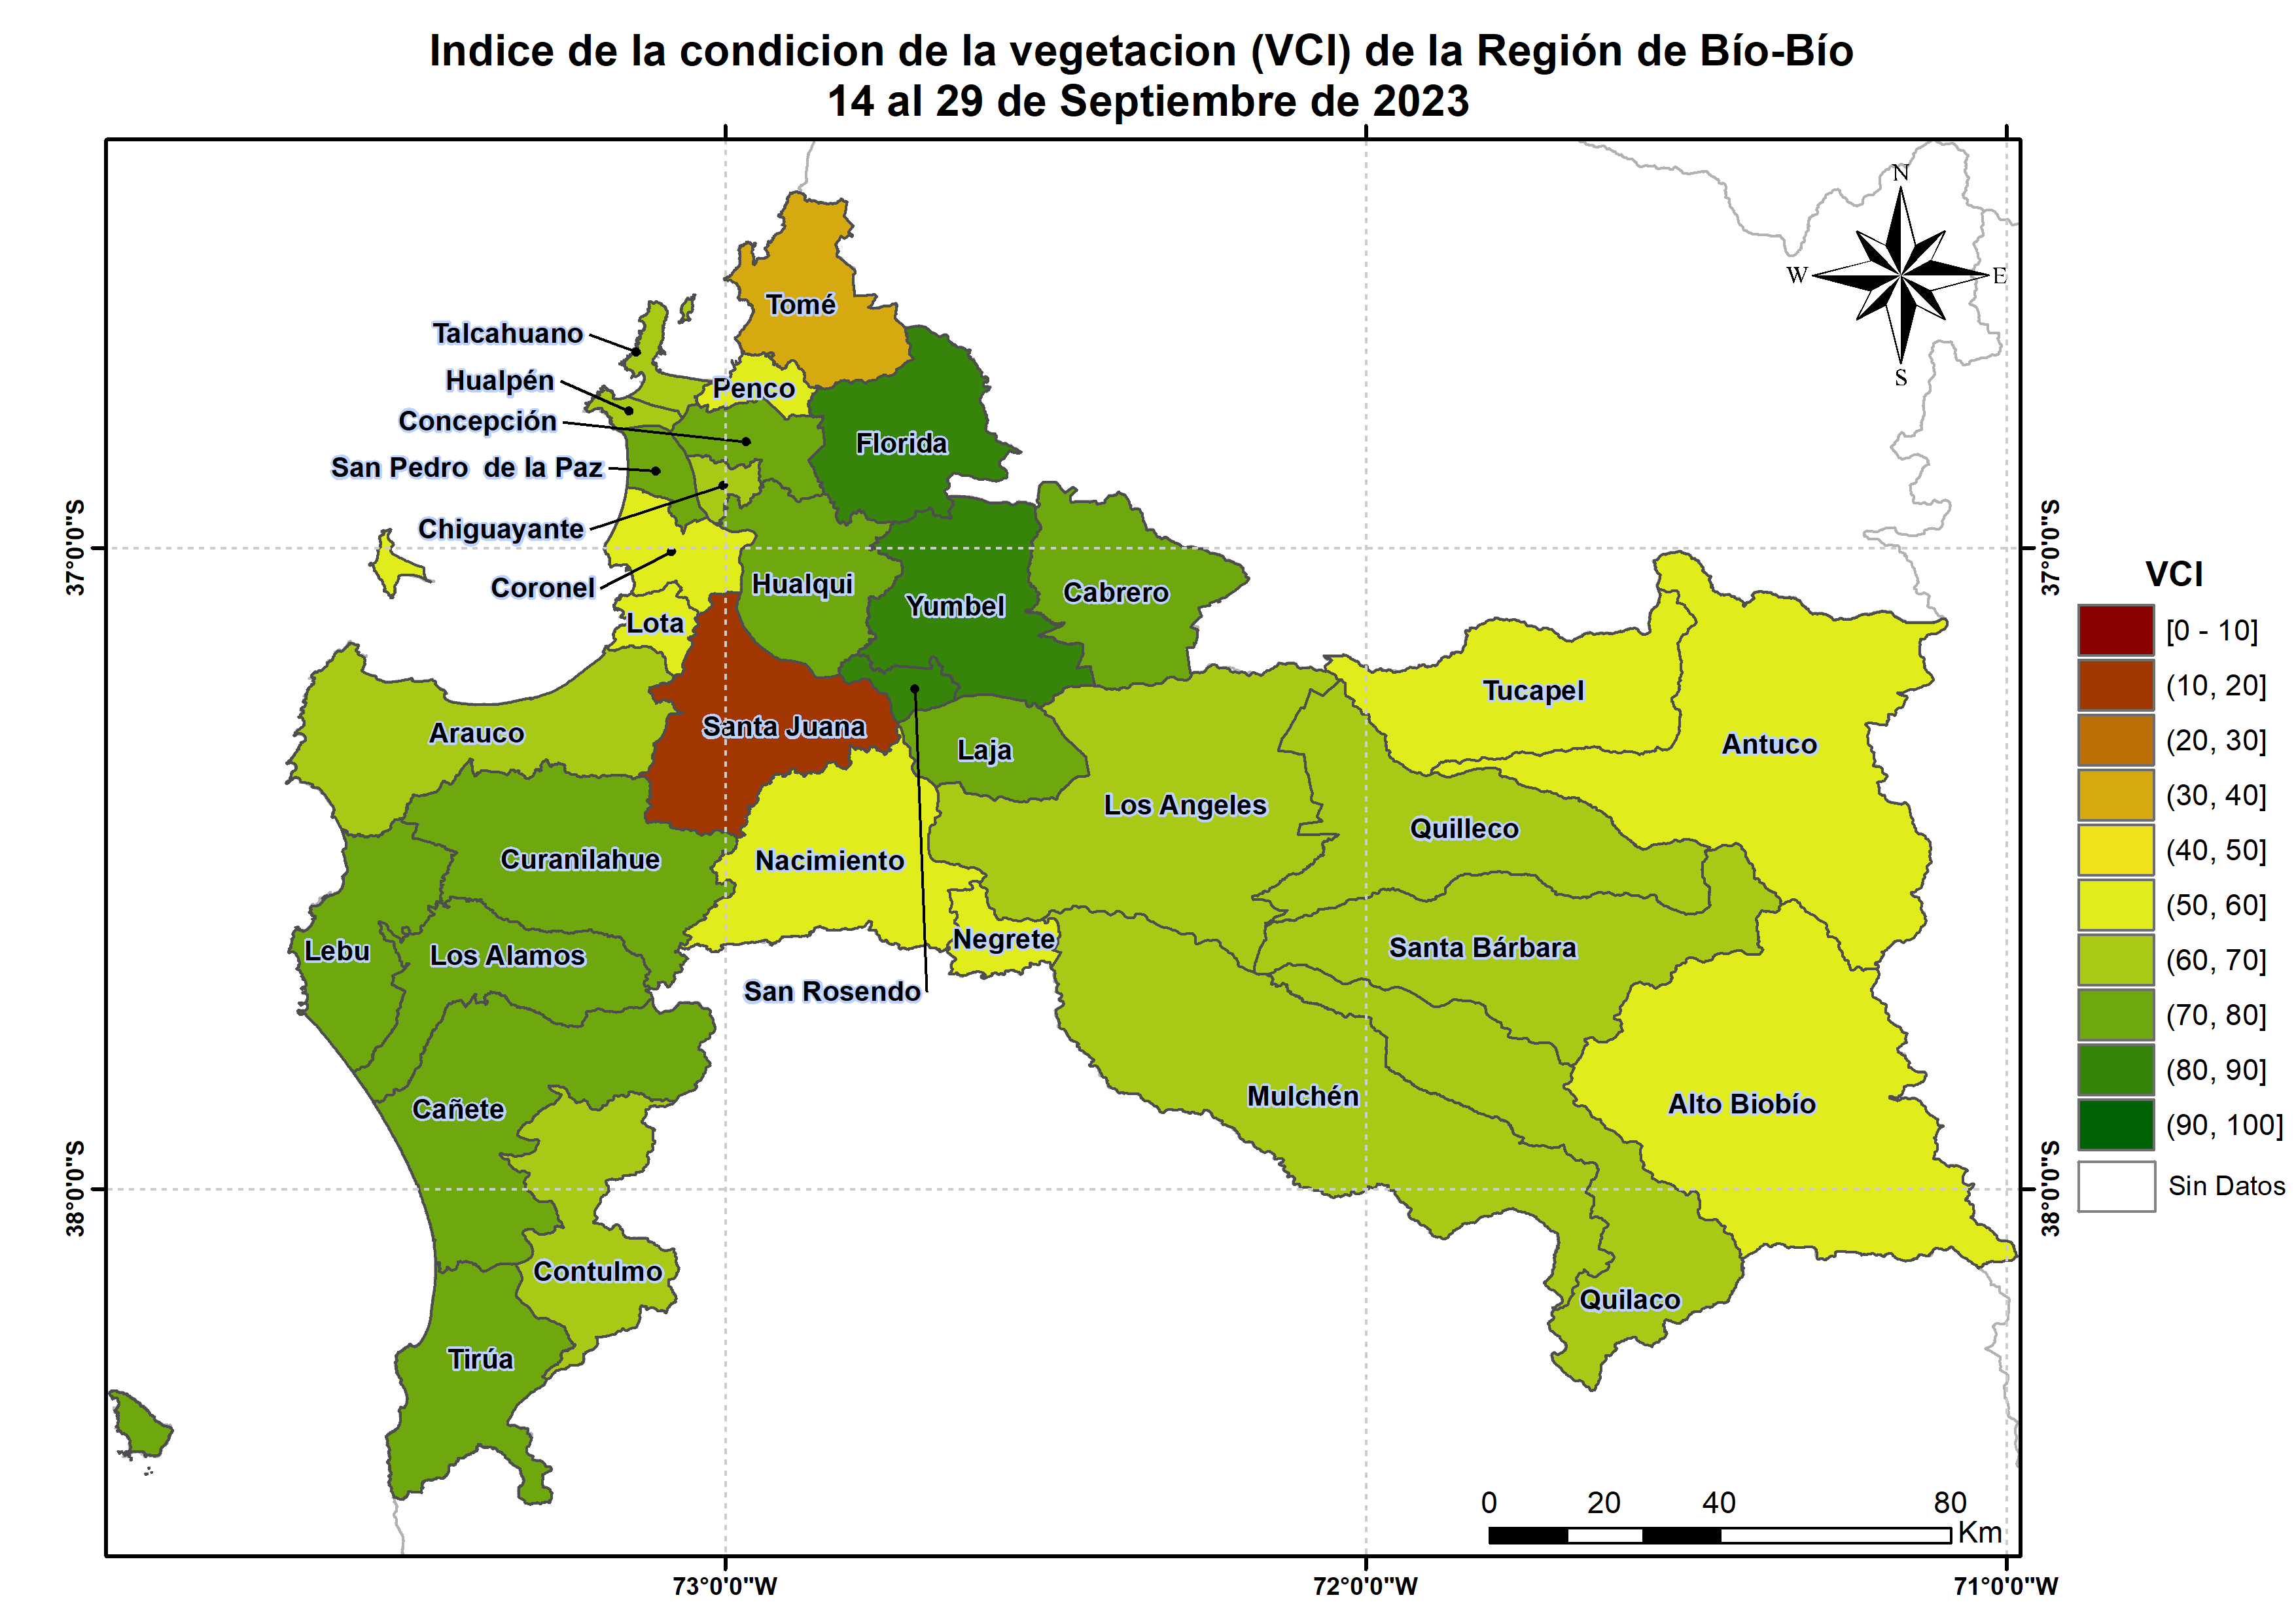 Indice de la condicion de la vegetacion (VCI) de la Región de Bío-Bío
14 al 29 de Septiembre de 2023
N
W
E
S
Tomé
Talcahuano
Hualpén
Penco
Concepción
Florida
San Pedro  de la Paz
Chiguayante
37°0'0"S
37°0'0"S
Coronel
Hualqui
Cabrero
Yumbel
Lota
Tucapel
Santa Juana
Arauco
Antuco
Laja
Los Angeles
Quilleco
Curanilahue
Nacimiento
Negrete
Santa Bárbara
Lebu
Los Alamos
San Rosendo
Mulchén
Alto Biobío
Cañete
38°0'0"S
38°0'0"S
Contulmo
Quilaco
Tirúa
VCI
[0 - 10]
(10, 20]
(20, 30]
(30, 40]
(40, 50]
(50, 60]
(60, 70]
(70, 80]
(80, 90]
(90, 100]
Sin Datos
0 20 40 80
Km
73°0'0"W
72°0'0"W
71°0'0"W